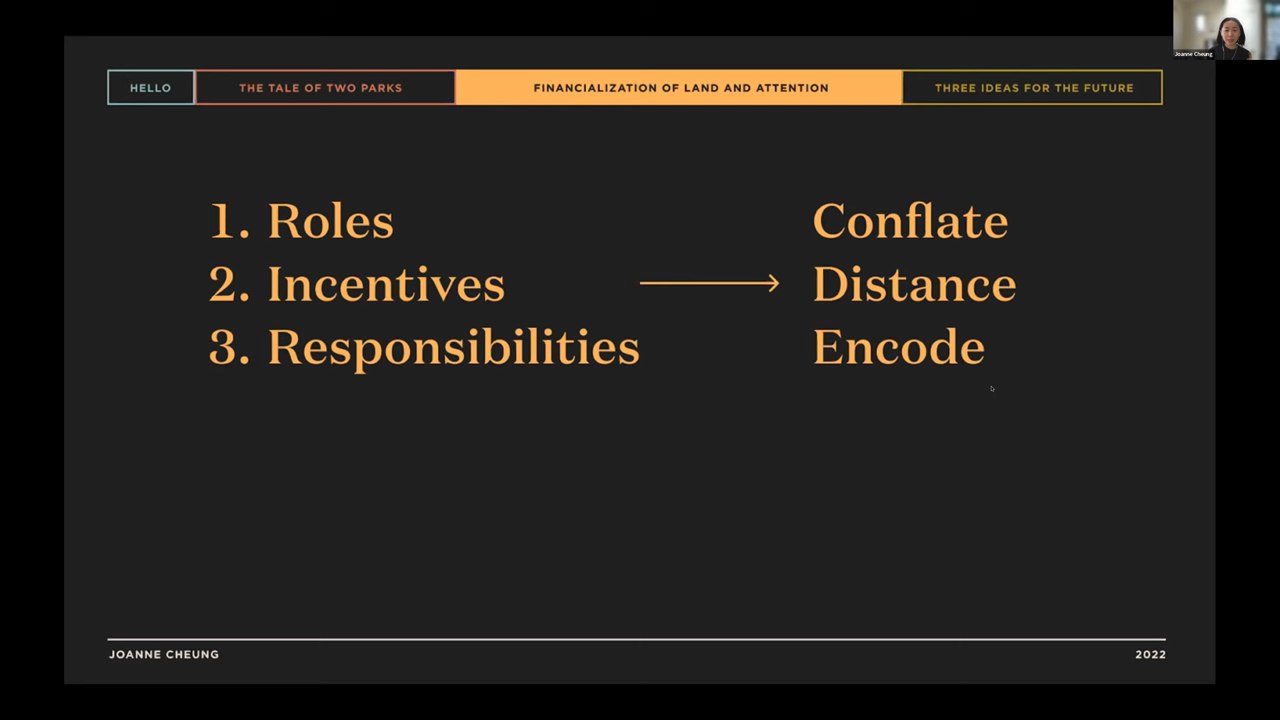 Joanne Cheung
HELLO
THE TALE OF TWO PARKS
FINANCIALIZATION OF LAND AND ATTENTION
THREE IDEAS FOR THE FUTURE
1. Roles
2. Incentives
3. Responsibilities
Conflate
Distance
Encode
JOANNE CHEUNG
2022